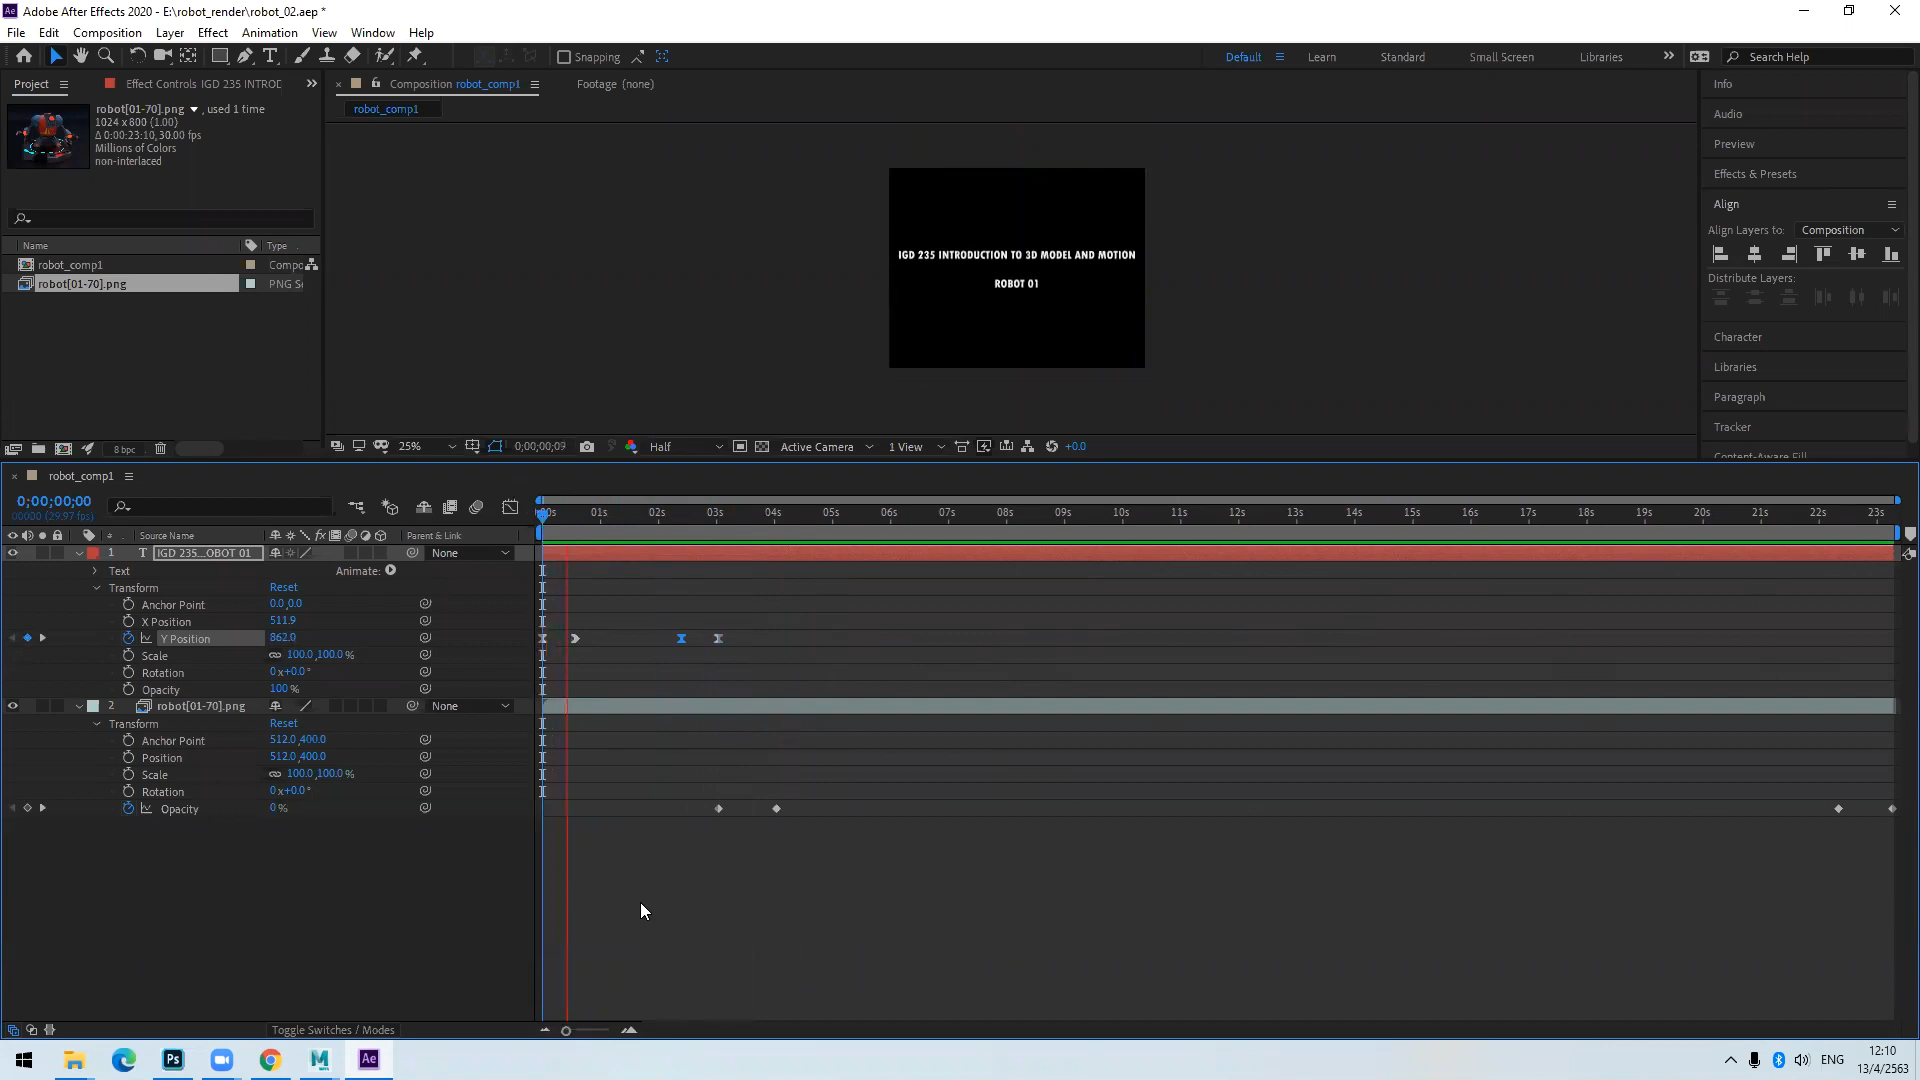 Adobe After Effects 2020 - E:\robot_render\robot_02.aep *
File Edit Composition Layer Effect Animation View Window Help
Snapping
Default Learn Standard Small Screen Libraries Search Help
Project Effect Controls IGD 235 INTROD
Composition robot_comp1 Footage (none)
robot_comp1
robot[01-70].png , used 1 time
1024 x 800 (1.00)
Δ 0:00:23:10, 30.00 fps
Millions of Colors
non-interlaced
Name Type
robot_comp1 Compo
robot[01-70].png PNG Se
8 bpc
IGD 235 INTRODUCTION TO 3D MODEL AND MOTION
ROBOT 01
25% 0;00;00;09 Half Active Camera 1 View +0.0
Info
Audio
Preview
Effects & Presets
Align
Align Layers to: Composition
Distribute Layers:
Character
Libraries
Paragraph
Tracker
Content-Aware Fill
robot_comp1
0;00;00;00
00000 (29.97 fps)
00s 01s 02s 03s 04s 05s 06s 07s 08s 09s 10s 11s 12s 13s 14s 15s 16s 17s 18s 19s 20s 21s 22s 23s
# Source Name fx Parent & Link
1 T IGD 235...OBOT 01 None
Text Animate:
Transform Reset
Anchor Point 0.0,0.0
X Position 511.9
Y Position 862.0
Scale 100.0,100.0 %
Rotation 0x+0.0°
Opacity 100 %
2 robot[01-70].png None
Transform Reset
Anchor Point 512.0,400.0
Position 512.0,400.0
Scale 100.0,100.0 %
Rotation 0x+0.0°
Opacity 0 %
Toggle Switches / Modes
Ps Ae
ENG
12:10
13/4/2563